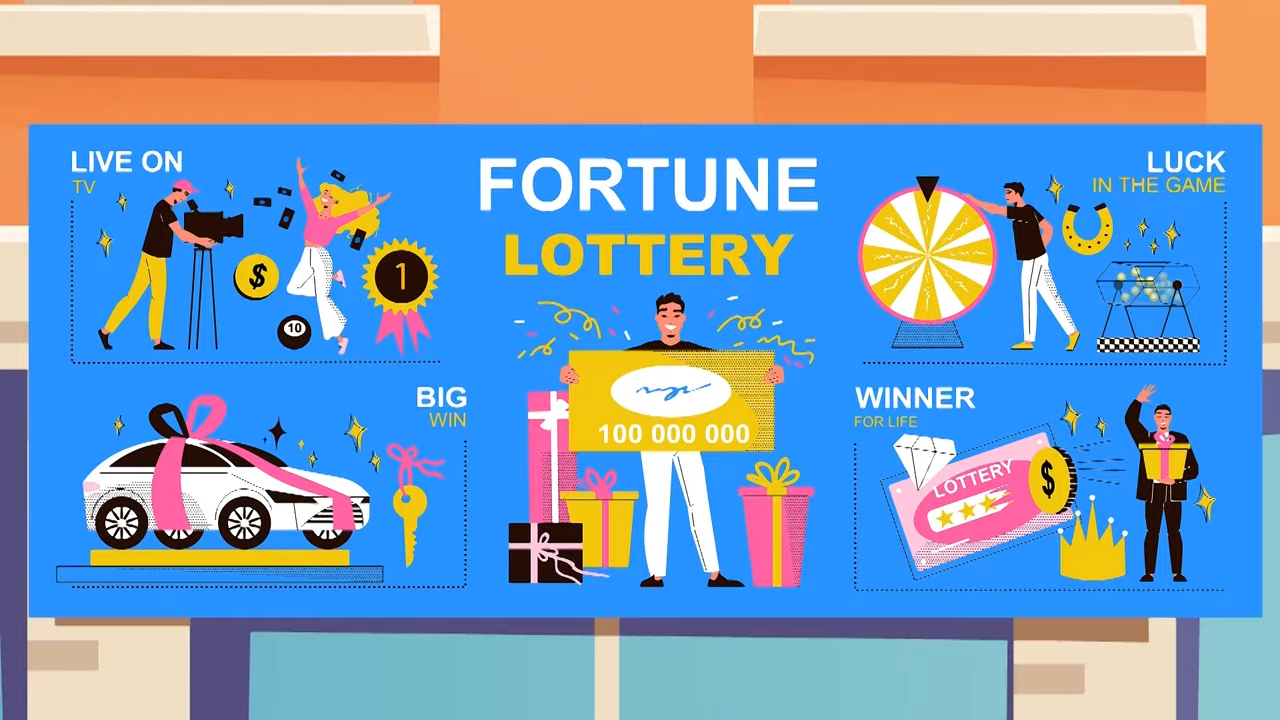 LIVE ON
TV
$
10
1
FORTUNE
LOTTERY
100 000 000
LUCK
IN THE GAME
BIG
WIN
WINNER
FOR LIFE
LOTTERY
$